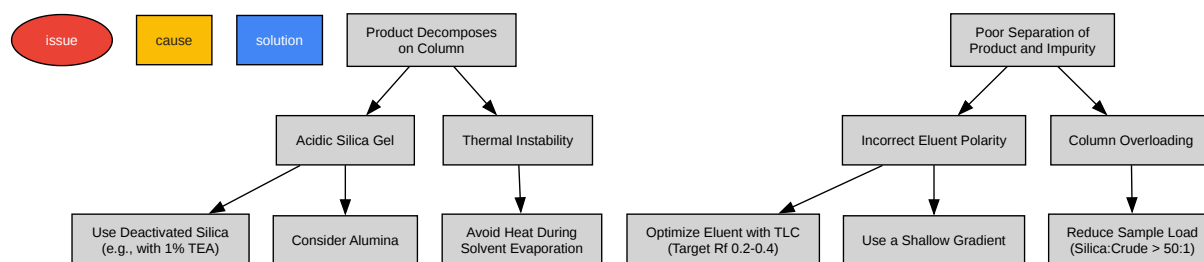 issue
cause
solution
Product Decomposes
on Column
Poor Separation of
Product and Impurity
Acidic Silica Gel
Thermal Instability
Incorrect Eluent Polarity
Column Overloading
Use Deactivated Silica
(e.g., with 1% TEA)
Consider Alumina
Avoid Heat During
Solvent Evaporation
Optimize Eluent with TLC
(Target Rf 0.2-0.4)
Use a Shallow Gradient
Reduce Sample Load
(Silica:Crude > 50:1)